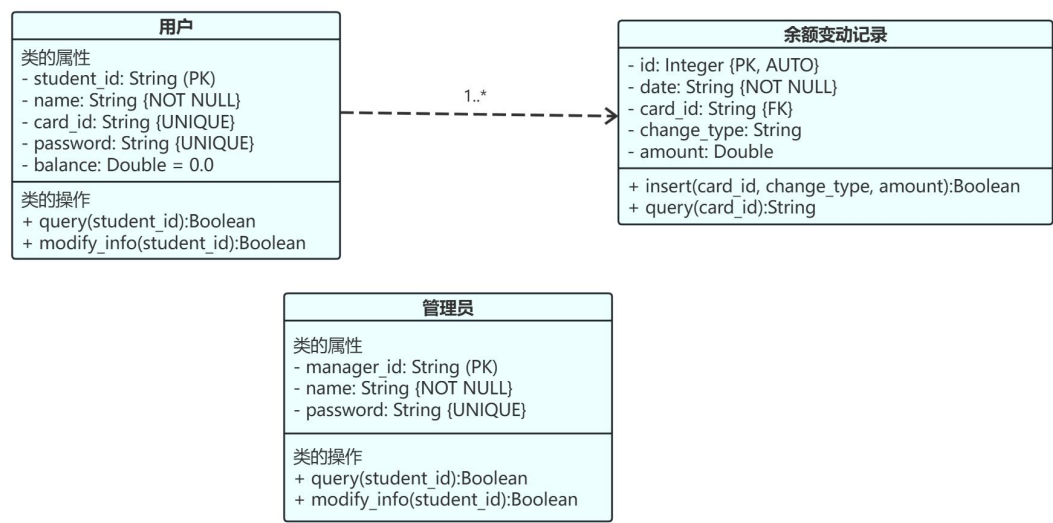 用户
类的属性
- student_id: String (PK)
- name: String {NOT NULL}
- card_id: String {UNIQUE}
- password: String {UNIQUE}
- balance: Double = 0.0
类的操作
+ query(student_id):Boolean
+ modify_info(student_id):Boolean
1..*
余额变动记录
- id: Integer {PK, AUTO}
- date: String {NOT NULL}
- card_id: String {FK}
- change_type: String
- amount: Double
+ insert(card_id, change_type, amount):Boolean
+ query(card_id):String
管理员
类的属性
- manager_id: String (PK)
- name: String {NOT NULL}
- password: String {UNIQUE}
类的操作
+ query(student_id):Boolean
+ modify_info(student_id):Boolean